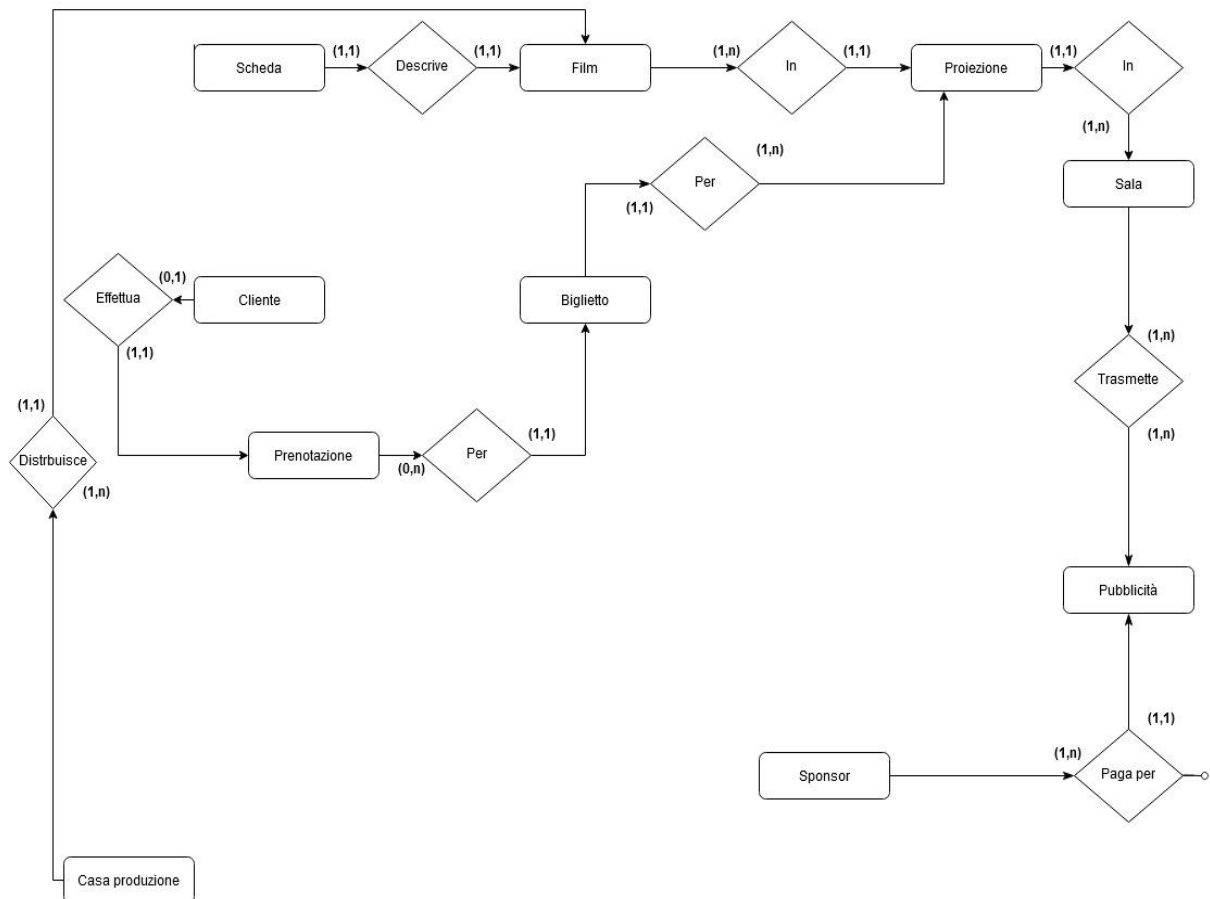 (1,1)
(1,1)
(1,n)
(1,1)
(1,1)
Scheda
Descrive
Film
In
Proiezione
In
(1,n)
(1,n)
Per
Sala
(1,1)
(0,1)
Effettua
Cliente
Biglietto
(1,1)
(1,n)
Trasmette
(1,1)
(1,1)
(1,n)
Prenotazione
Per
Distrbuisce
(0,n)
(1,n)
Pubblicità
(1,1)
(1,n)
Sponsor
Paga per
Casa produzione